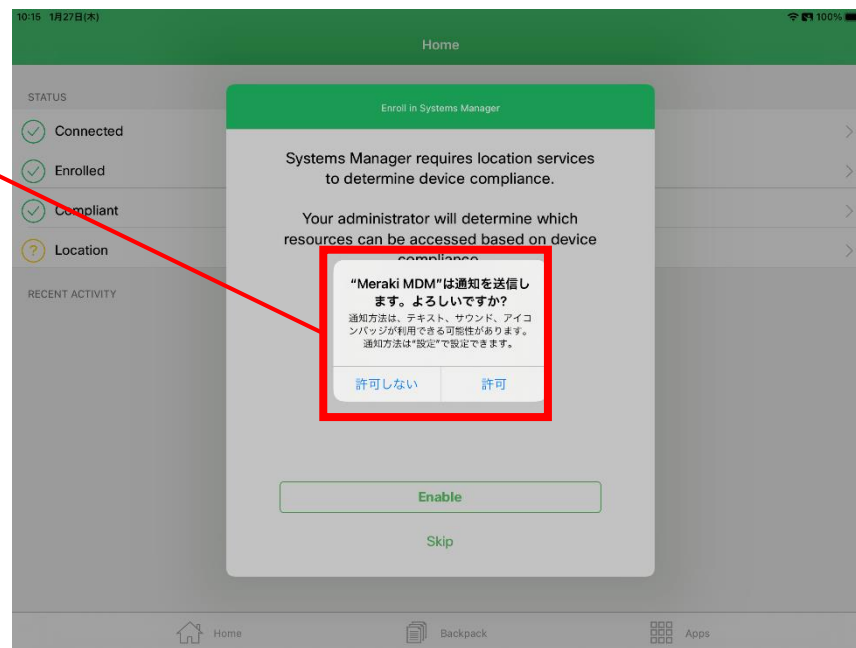 10:15 1月27日(木)
100%
Home
STATUS
Enroll in Systems Manager
Connected
Enrolled
Compliant
Location
RECENT ACTIVITY
Systems Manager requires location services
to determine device compliance.
Your administrator will determine which
resources can be accessed based on device
compliance.
“Meraki MDM”は通知を送信し
ます。よろしいですか?
通知方法は、テキスト、サウンド、アイコ
ンバッジが利用できる可能性があります。
通知方法は“設定”で設定できます。
許可しない 許可
Enable
Skip
Home Backpack Apps